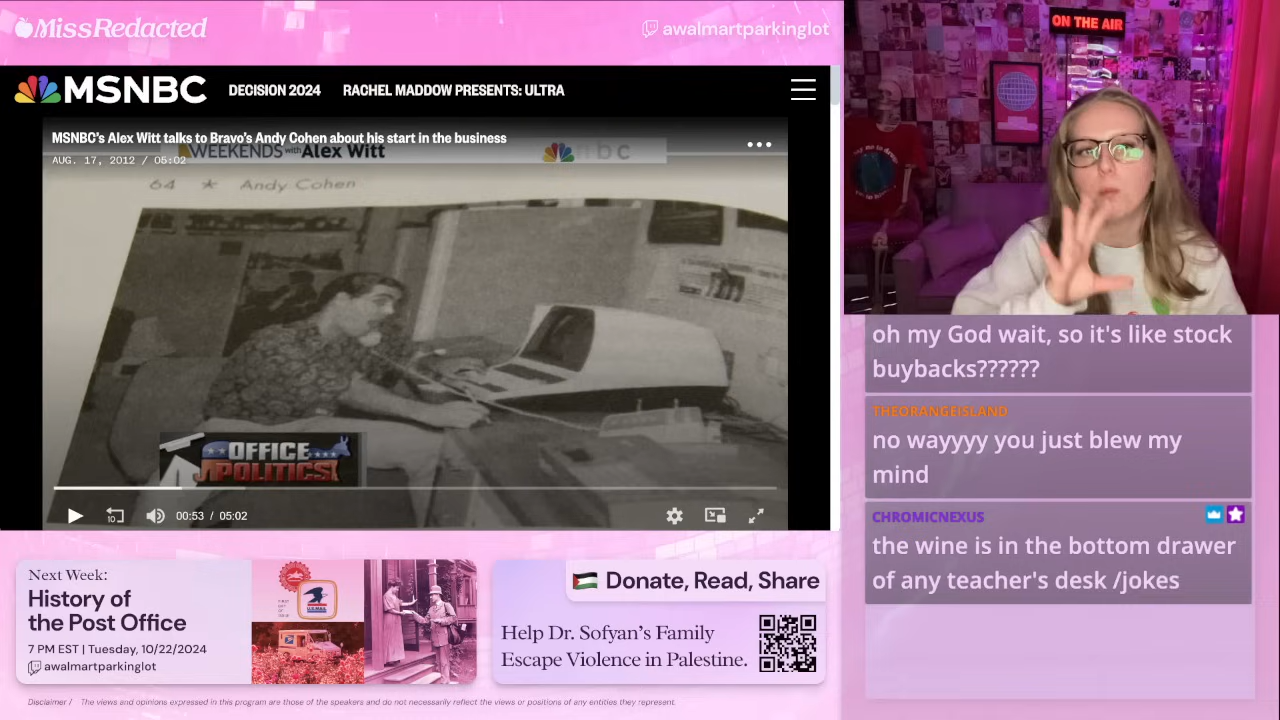 MissRedacted
awalmartparkinglot
ON THE AIR
MSNBC
DECISION 2024
RACHEL MADDOW PRESENTS: ULTRA
MSNBC's Alex Witt talks to Bravo's Andy Cohen about his start in the business
AUG. 17, 2012 / 05:02
WEEKENDS with Alex Witt
nbc
64 * Andy Cohen
OFFICE
POLITICS
10
00:53 / 05:02
oh my God wait, so it's like stock
buybacks??????
THEORANGEISLAND
no wayyyy you just blew my
mind
CHROMICNEXUS
the wine is in the bottom drawer
of any teacher's desk /jokes
Next Week:
History of
the Post Office
7 PM EST | Tuesday, 10/22/2024
awalmartparkinglot
U.S.MAIL
Donate, Read, Share
Help Dr. Sofyan's Family
Escape Violence in Palestine.
Disclaimer / The views and opinions expressed in this program are those of the speakers and do not necessarily reflect the views or positions of any entities they represent.